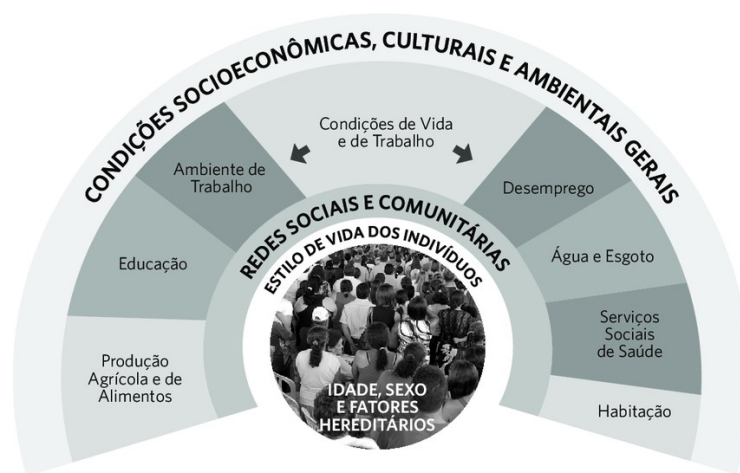 CONDIÇÕES SOCIOECONÔMICAS, CULTURAIS E AMBIENTAIS GERAIS
Condições de Vida
e de Trabalho
Ambiente de
Trabalho
Desemprego
REDES SOCIAIS E COMUNITÁRIAS
ESTILO DE VIDA DOS INDIVÍDUOS
Educação
Água e Esgoto
Serviços
Sociais
de Saúde
Produção
Agrícola e de
Alimentos
Habitação
IDADE, SEXO
E FATORES
HEREDITÁRIOS